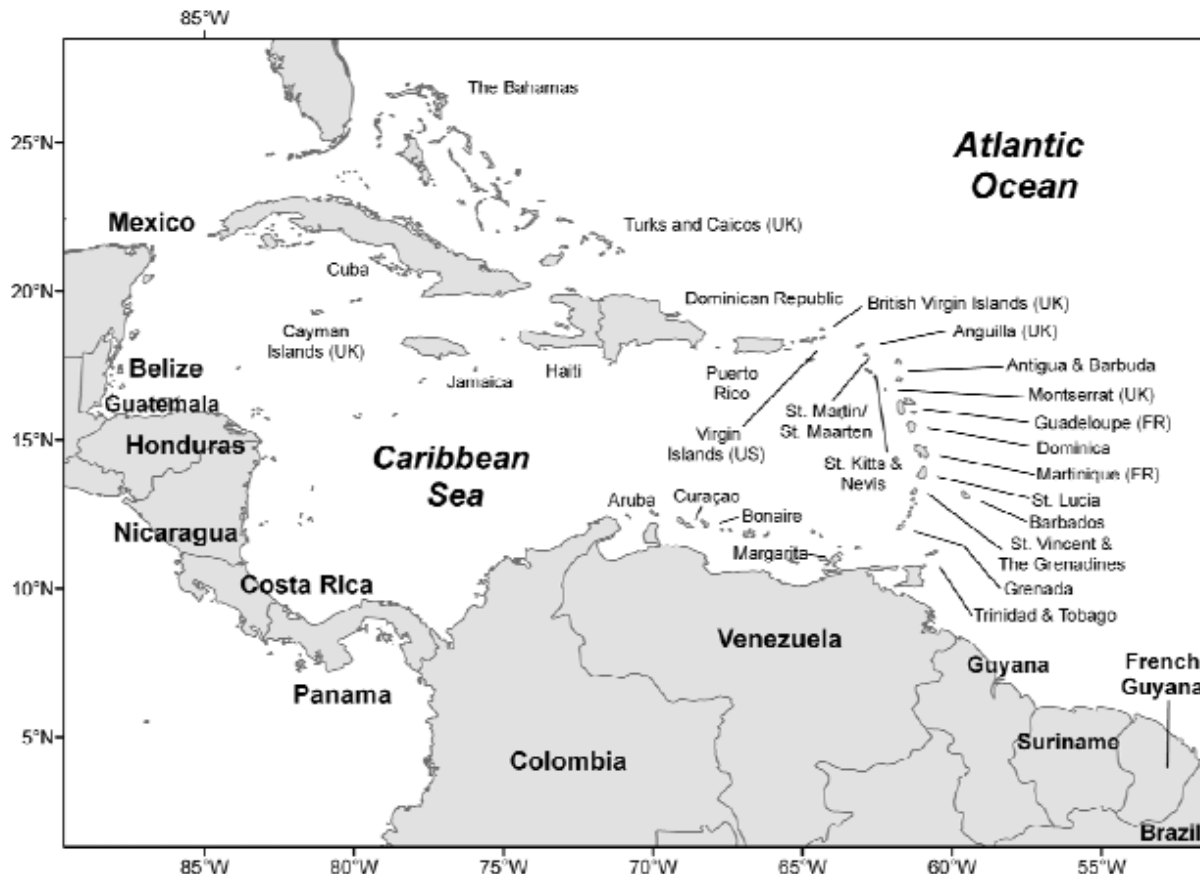 85°W
The Bahamas
25°N
Atlantic
Ocean
Mexico
Turks and Caicos (UK)
Cuba
20°N
Dominican Republic
British Virgin Islands (UK)
Cayman
Islands (UK)
Anguilla (UK)
Belize
Jamaica
Haiti
Puerto
Rico
Antigua & Barbuda
Guatemala
Montserrat (UK)
St. Martin/
St. Maarten
Guadeloupe (FR)
15°N
Honduras
Virgin
Islands (US)
Dominica
Caribbean
Sea
St. Kitts &
Nevis
Martinique (FR)
Aruba
Curaçao
St. Lucia
Bonaire
Barbados
Nicaragua
Margarita
St. Vincent &
The Grenadines
10°N
Costa RIca
Grenada
Trinidad & Tobago
Venezuela
Guyana
French
Guyana
Panama
5°N
Colombia
Suriname
Brazil
85°W
80°W
75°W
70°W
65°W
60°W
55°W